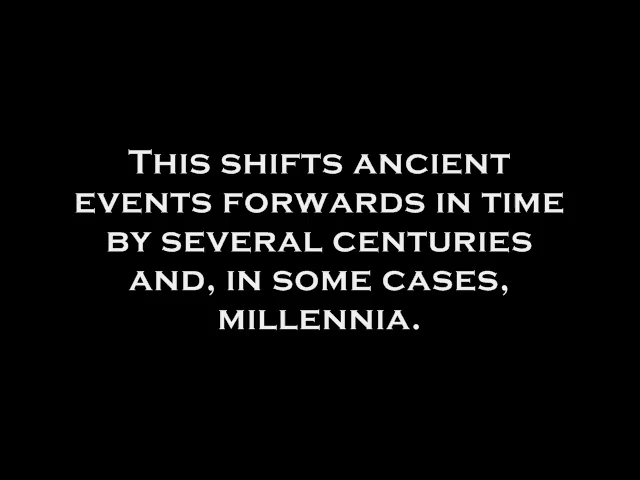 This shifts ancient
events forwards in time
by several centuries
and, in some cases,
millennia.